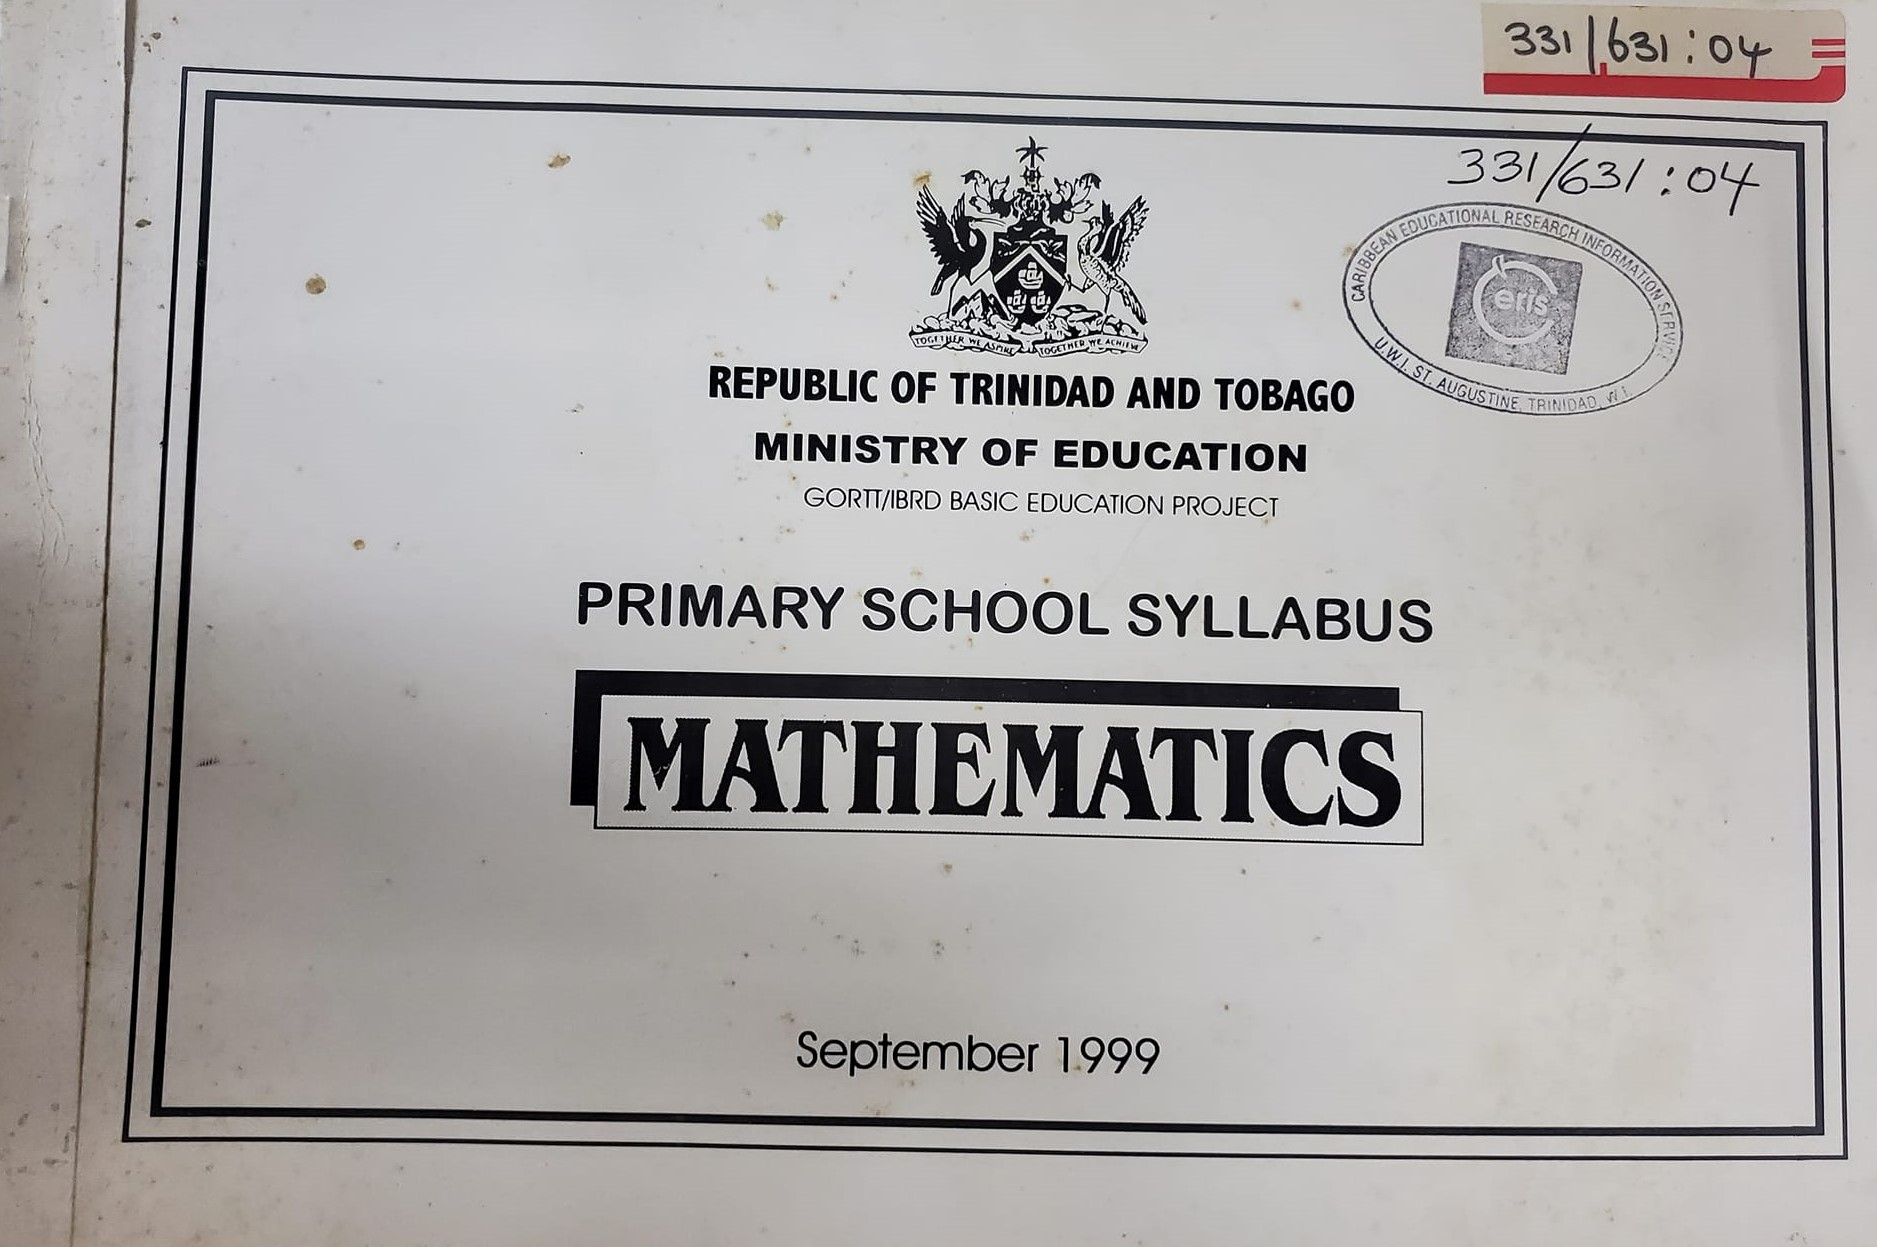 331/631:04
331/631:04
CARIBBEAN EDUCATIONAL RESEARCH INFORMATION SERVICE
eris
U.W.I. ST. AUGUSTINE, TRINIDAD, W.I.
TOGETHER WE ASPIRE TOGETHER WE ACHIEVE
REPUBLIC OF TRINIDAD AND TOBAGO
MINISTRY OF EDUCATION
GORTT/IBRD BASIC EDUCATION PROJECT
PRIMARY SCHOOL SYLLABUS
MATHEMATICS
September 1999